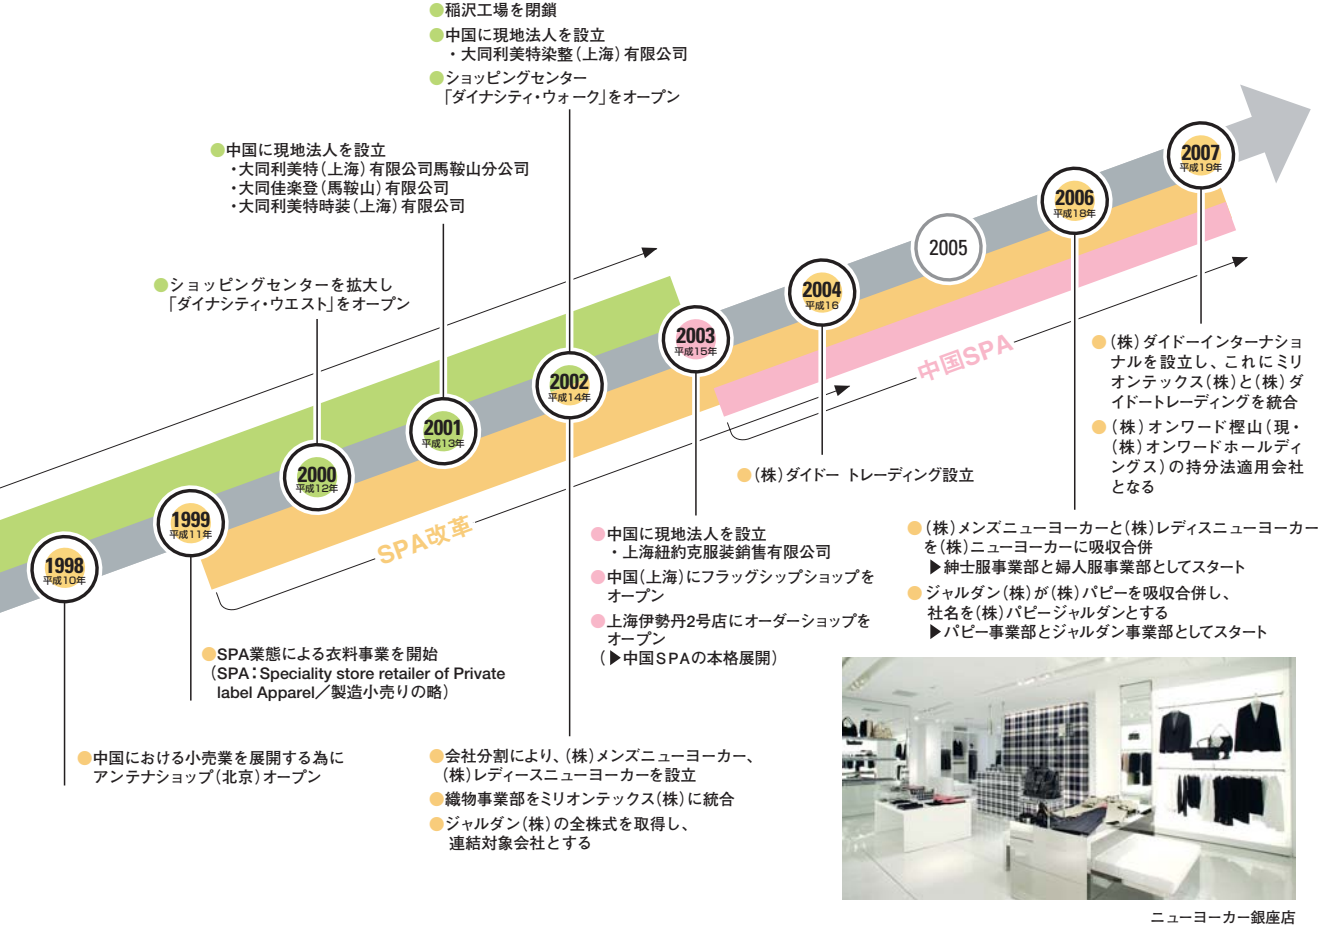 ●稲沢工場を閉鎖
●中国に現地法人を設立
・大同利美特染整(上海)有限公司
●ショッピングセンター
「ダイナシティ・ウォーク」をオープン
●中国に現地法人を設立
・大同利美特(上海)有限公司馬鞍山分公司
・大同佳楽登(馬鞍山)有限公司
・大同利美特時装(上海)有限公司
●ショッピングセンターを拡大し
「ダイナシティ・ウエスト」をオープン
1998
平成10年
1999
平成11年
2000
平成12年
2001
平成13年
2002
平成14年
2003
平成15年
2004
平成16
2005
2006
平成18年
2007
平成19年
SPA改革
中国SPA
●中国における小売業を展開する為に
アンテナショップ(北京)オープン
●SPA業態による衣料事業を開始
(SPA:Speciality store retailer of Private
label Apparel/製造小売りの略)
●会社分割により、(株)メンズニューヨーカー、
(株)レディースニューヨーカーを設立
●織物事業部をミリオンテックス(株)に統合
●ジャルダン(株)の全株式を取得し、
連結対象会社とする
●中国に現地法人を設立
・上海紐約克服装銷售有限公司
●中国(上海)にフラッグシップショップを
オープン
●上海伊勢丹2号店にオーダーショップを
オープン
(▶中国SPAの本格展開)
●(株)ダイドー トレーディング設立
●(株)メンズニューヨーカーと(株)レディスニューヨーカー
を(株)ニューヨーカーに吸収合併
▶紳士服事業部と婦人服事業部としてスタート
●ジャルダン(株)が(株)パピーを吸収合併し、
社名を(株)パピージャルダンとする
▶パピー事業部とジャルダン事業部としてスタート
●(株)ダイドーインターナショ
ナルを設立し、これにミリ
オンテックス(株)と(株)ダ
イドートレーディングを統合
●(株)オンワード樫山(現・
(株)オンワードホールディ
ングス)の持分法適用会社
となる
ニューヨーカー銀座店